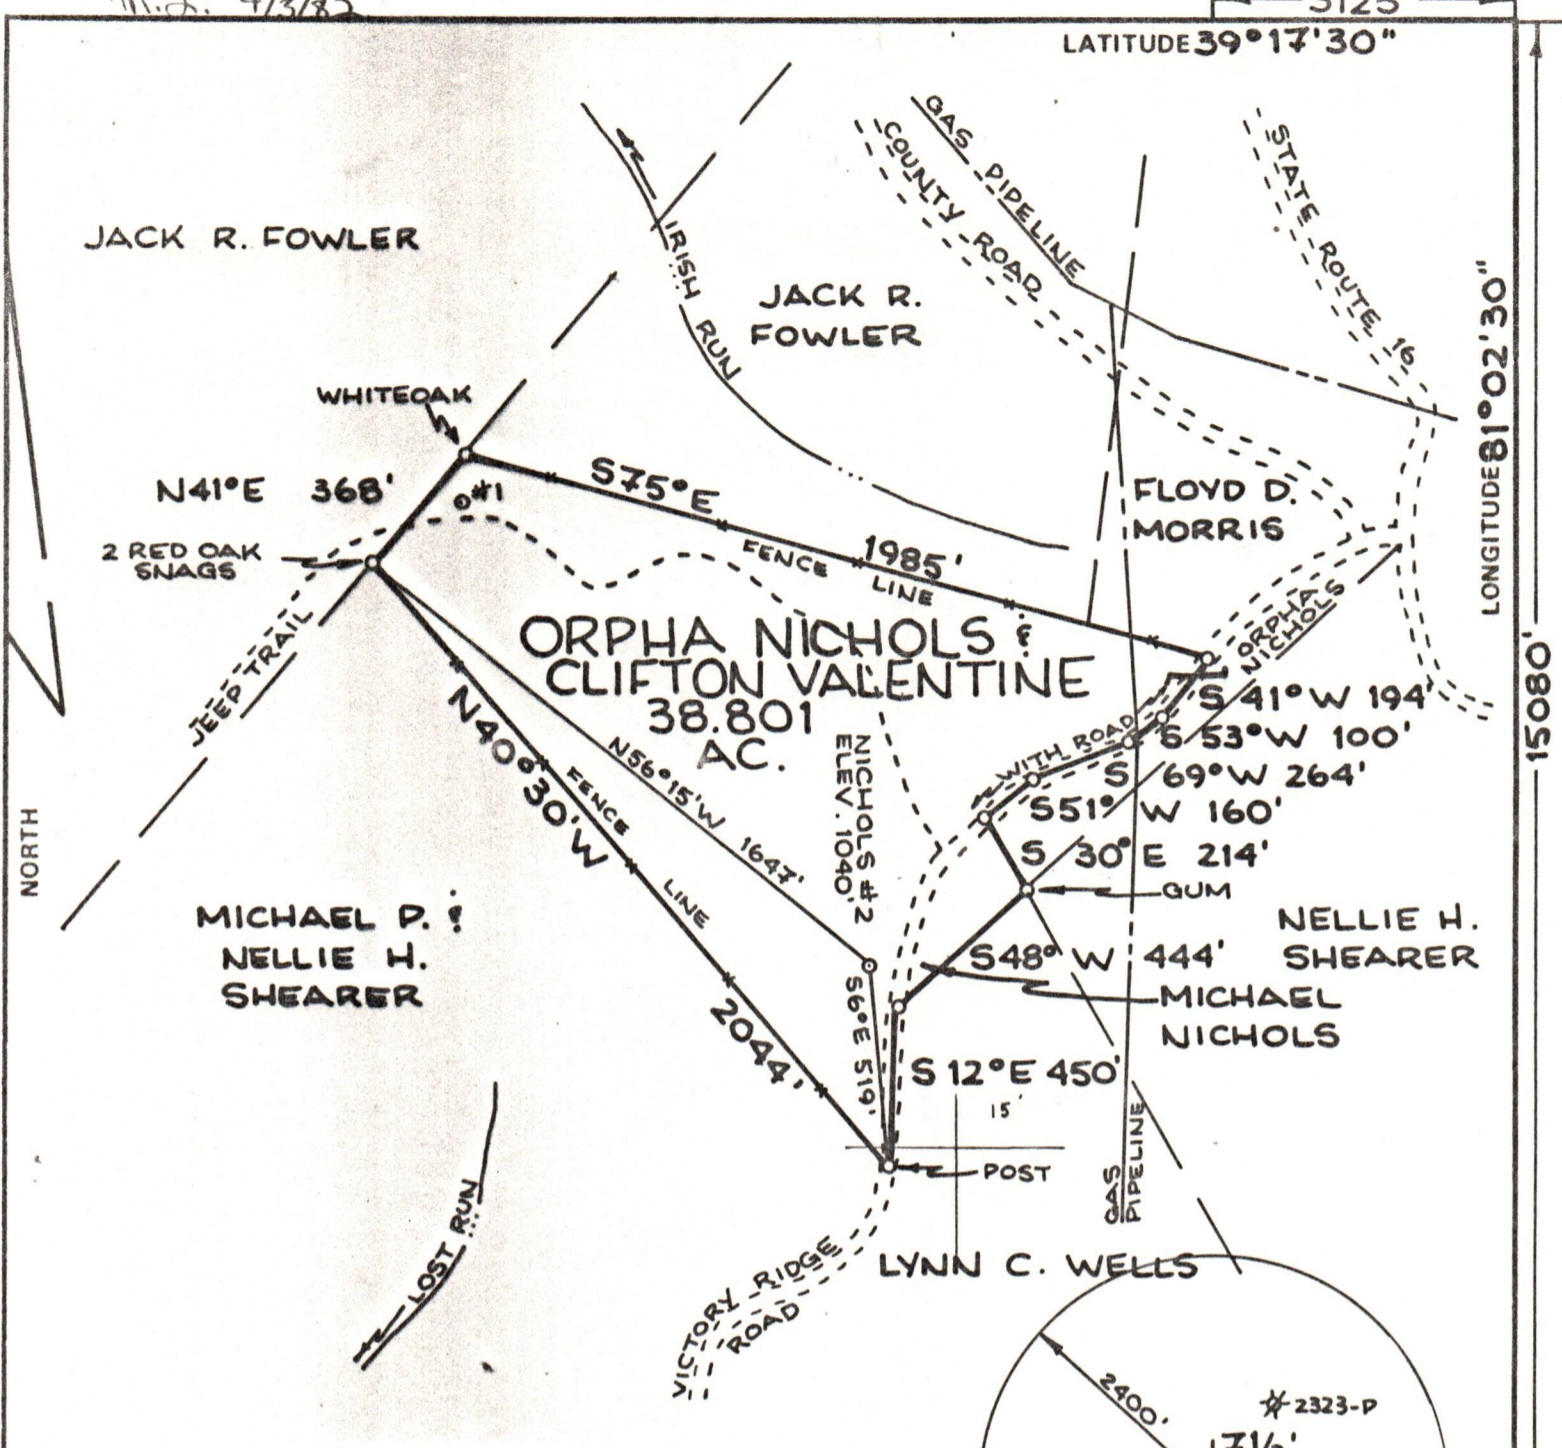 4/3/82
3125
LATITUDE 39°17'30"
LONGITUDE 81°02'30"
15080'
GAS PIPELINE
COUNTY ROAD
STATE ROUTE 16
JACK R. FOWLER
IRISH RUN
JACK R.
FOWLER
WHITEOAK
N41°E 368'
#1
S75°E
1985'
FENCE
LINE
FLOYD D.
MORRIS
2 RED OAK
SNAGS
JEEP TRAIL
ORPHA NICHOLS &
CLIFTON VALENTINE
38.801
AC.
ORPHA
NICHOLS
S 41°W 194'
S 53°W 100'
S 69°W 264'
S51° W 160'
S 30°E 214'
WITH ROAD
GUM
N40°30'W
FENCE
LINE
2044'
N56°15'W 1647'
NICHOLS #2
ELEV. 1040'
NORTH
MICHAEL P. &
NELLIE H.
SHEARER
NELLIE H.
SHEARER
S48° W 444'
MICHAEL
NICHOLS
S6°E 519'
S 12°E 450'
15'
POST
GAS
PIPELINE
LOST RUN
LYNN C. WELLS
VICTORY RIDGE
ROAD
2400'
2323-P